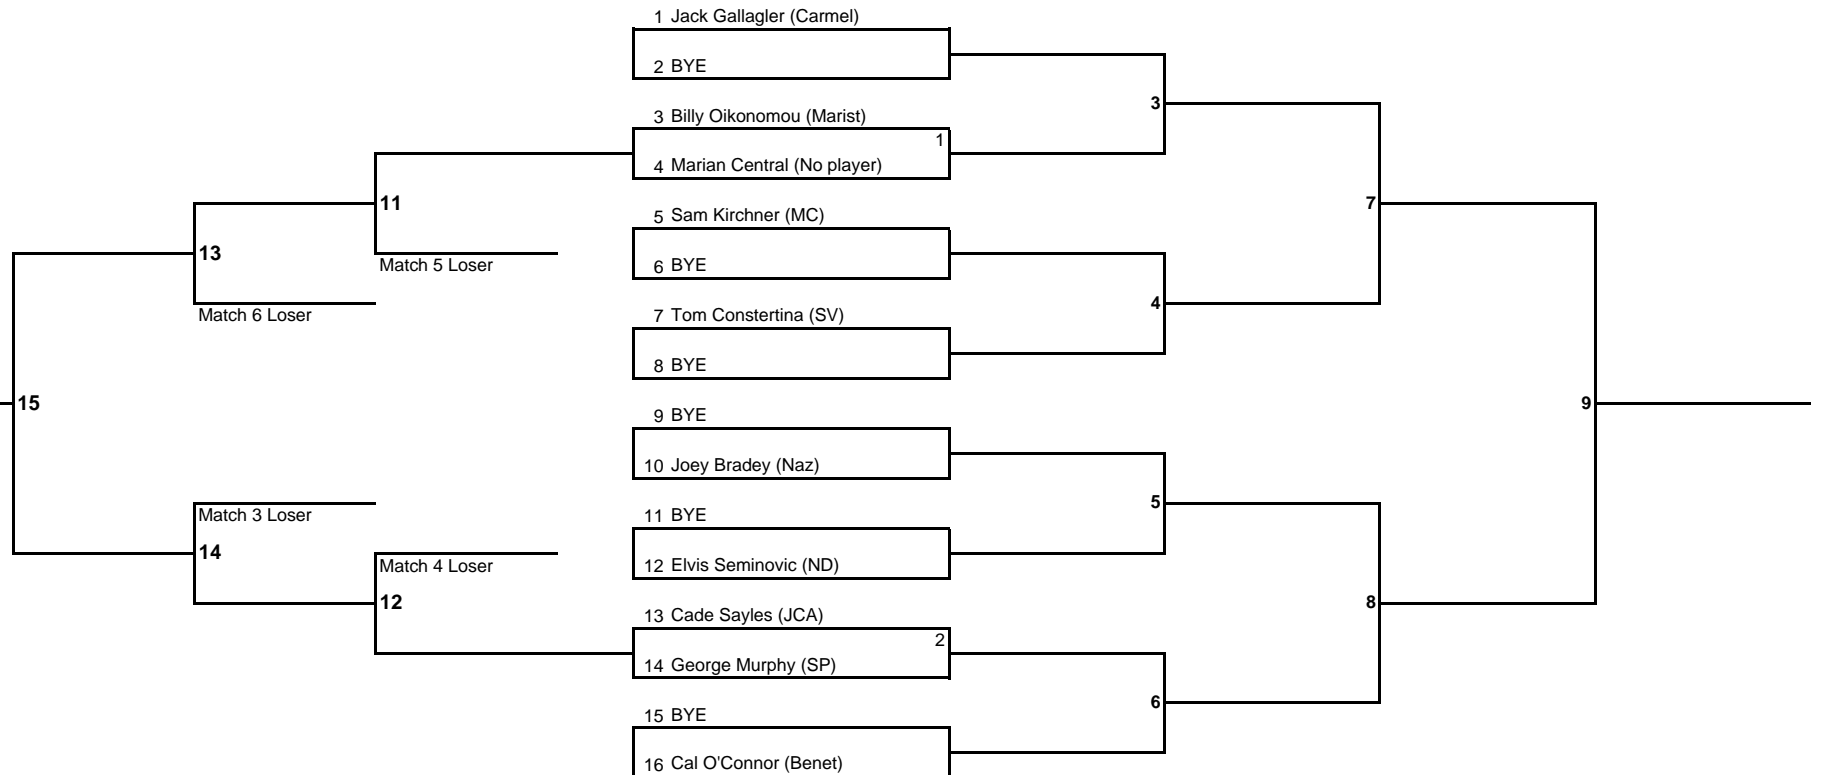 1 Jack Gallagler (Carmel)
2 BYE
3
3 Billy Oikonomou (Marist)
1
4 Marian Central (No player)
11
7
5 Sam Kirchner (MC)
13
Match 5 Loser
6 BYE
4
Match 6 Loser
7 Tom Constertina (SV)
8 BYE
15
9
9 BYE
10 Joey Bradey (Naz)
5
Match 3 Loser
11 BYE
14
Match 4 Loser
12 Elvis Seminovic (ND)
12
8
13 Cade Sayles (JCA)
2
14 George Murphy (SP)
6
15 BYE
16 Cal O'Connor (Benet)